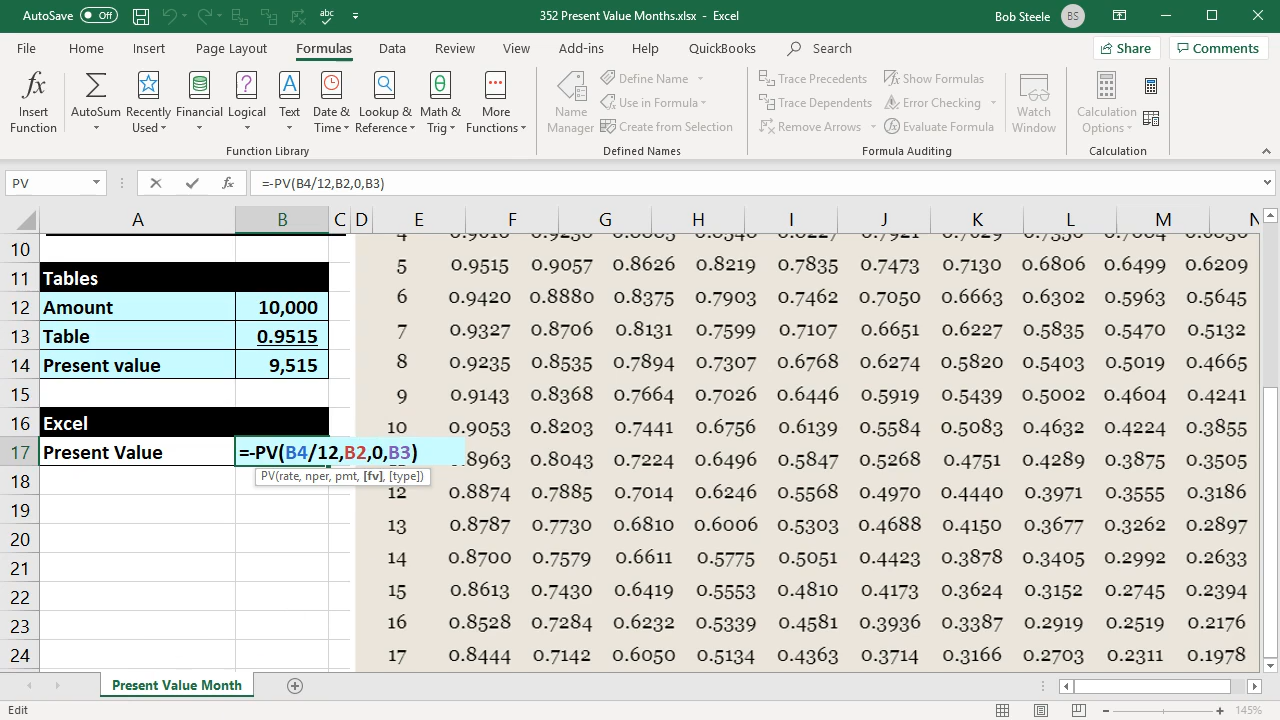 AutoSave Off 352 Present Value Months.xlsx - Excel Bob Steele BS
File Home Insert Page Layout Formulas Data Review View Add-ins Help QuickBooks Search Share Comments
fx Insert Function
AutoSum
Recently Used
Financial
Logical
Text
Date & Time
Lookup & Reference
Math & Trig
More Functions
Function Library
Name Manager
Define Name
Use in Formula
Create from Selection
Defined Names
Trace Precedents
Trace Dependents
Remove Arrows
Show Formulas
Error Checking
Evaluate Formula
Watch Window
Formula Auditing
Calculation Options
Calculation
PV fx =-PV(B4/12,B2,0,B3)
A B C D E F G H I J K L M N
10
5 0.9515 0.9057 0.8626 0.8219 0.7835 0.7473 0.7130 0.6806 0.6499 0.6209
11 Tables
12 Amount 10,000
6 0.9420 0.8880 0.8375 0.7903 0.7462 0.7050 0.6663 0.6302 0.5963 0.5645
13 Table 0.9515
7 0.9327 0.8706 0.8131 0.7599 0.7107 0.6651 0.6227 0.5835 0.5470 0.5132
14 Present value 9,515
8 0.9235 0.8535 0.7894 0.7307 0.6768 0.6274 0.5820 0.5403 0.5019 0.4665
15
9 0.9143 0.8368 0.7664 0.7026 0.6446 0.5919 0.5439 0.5002 0.4604 0.4241
16 Excel
10 0.9053 0.8203 0.7441 0.6756 0.6139 0.5584 0.5083 0.4632 0.4224 0.3855
17 Present Value =-PV(B4/12,B2,0,B3)
8963 0.8043 0.7224 0.6496 0.5847 0.5268 0.4751 0.4289 0.3875 0.3505
PV(rate, nper, pmt, [fv], [type])
18
12 0.8874 0.7885 0.7014 0.6246 0.5568 0.4970 0.4440 0.3971 0.3555 0.3186
19
13 0.8787 0.7730 0.6810 0.6006 0.5303 0.4688 0.4150 0.3677 0.3262 0.2897
20
14 0.8700 0.7579 0.6611 0.5775 0.5051 0.4423 0.3878 0.3405 0.2992 0.2633
21
15 0.8613 0.7430 0.6419 0.5553 0.4810 0.4173 0.3624 0.3152 0.2745 0.2394
22
16 0.8528 0.7284 0.6232 0.5339 0.4581 0.3936 0.3387 0.2919 0.2519 0.2176
23
17 0.8444 0.7142 0.6050 0.5134 0.4363 0.3714 0.3166 0.2703 0.2311 0.1978
24
Present Value Month
Edit 145%